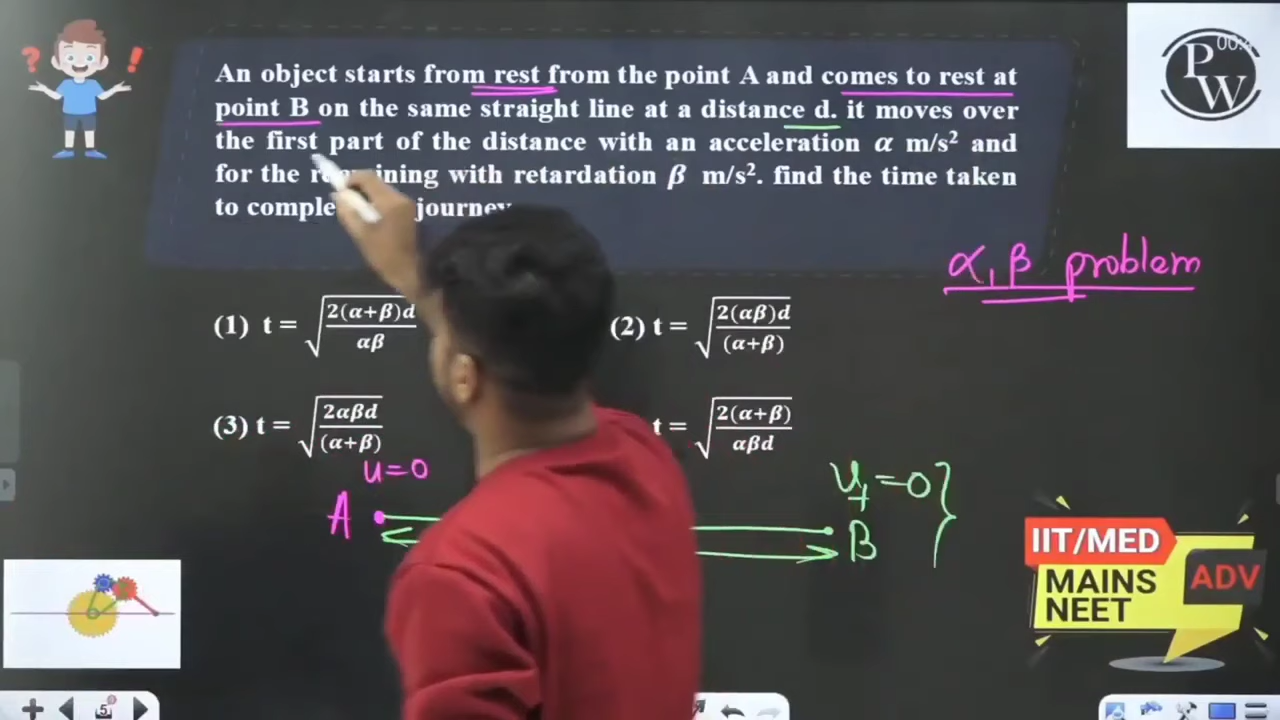 An object starts from rest from the point A and comes to rest at
point B on the same straight line at a distance d. it moves over
the first part of the distance with an acceleration α m/s² and
for the with retardation β m/s². find the time taken
to journey
α, β problem
(1) t = √(2(α+β)d/αβ)
(2) t = √(2(αβ)d/(α+β))
(3) t = √(2αβd/(α+β))
t = √(2(α+β)/αβd)
u=0
A
=0
B
PW
IIT/MED
MAINS
NEET
ADV
? !